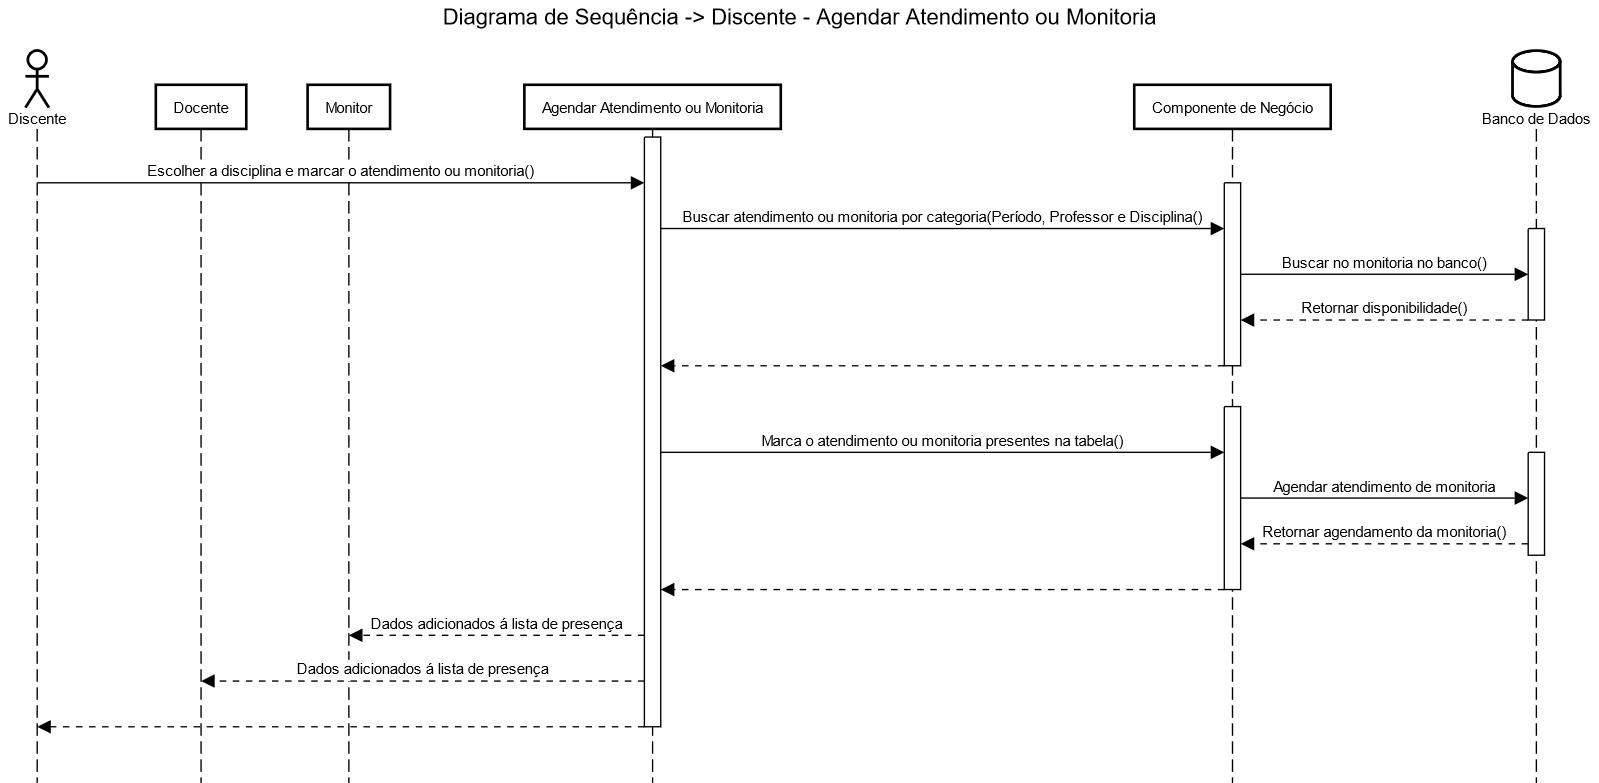 Diagrama de Sequência -> Discente - Agendar Atendimento ou Monitoria
Discente
Docente
Monitor
Agendar Atendimento ou Monitoria
Componente de Negócio
Banco de Dados
Escolher a disciplina e marcar o atendimento ou monitoria()
Buscar atendimento ou monitoria por categoria(Período, Professor e Disciplina()
Buscar no monitoria no banco()
Retornar disponibilidade()
Marca o atendimento ou monitoria presentes na tabela()
Agendar atendimento de monitoria
Retornar agendamento da monitoria()
Dados adicionados á lista de presença
Dados adicionados á lista de presença